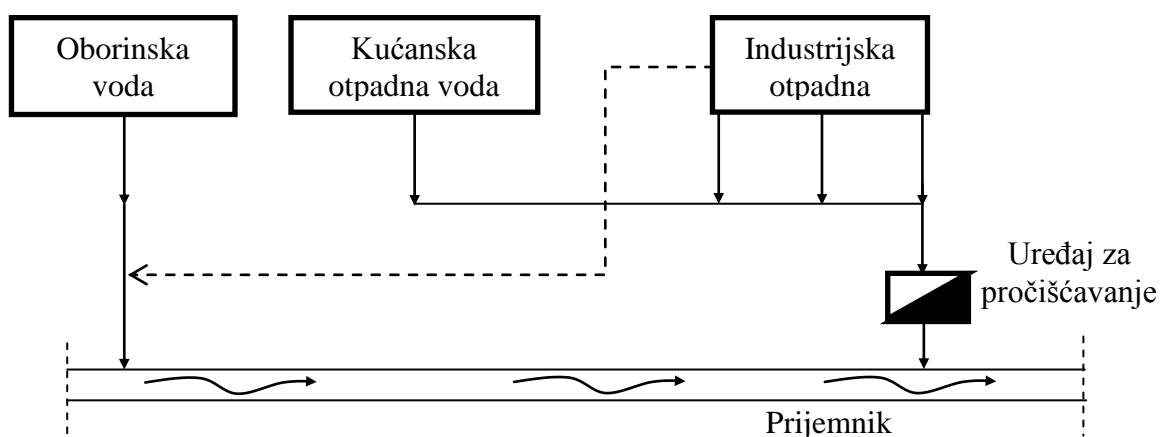 Oborinska
voda
Kućanska
otpadna voda
Industrijska
otpadna
Uređaj za
pročišćavanje
Prijemnik